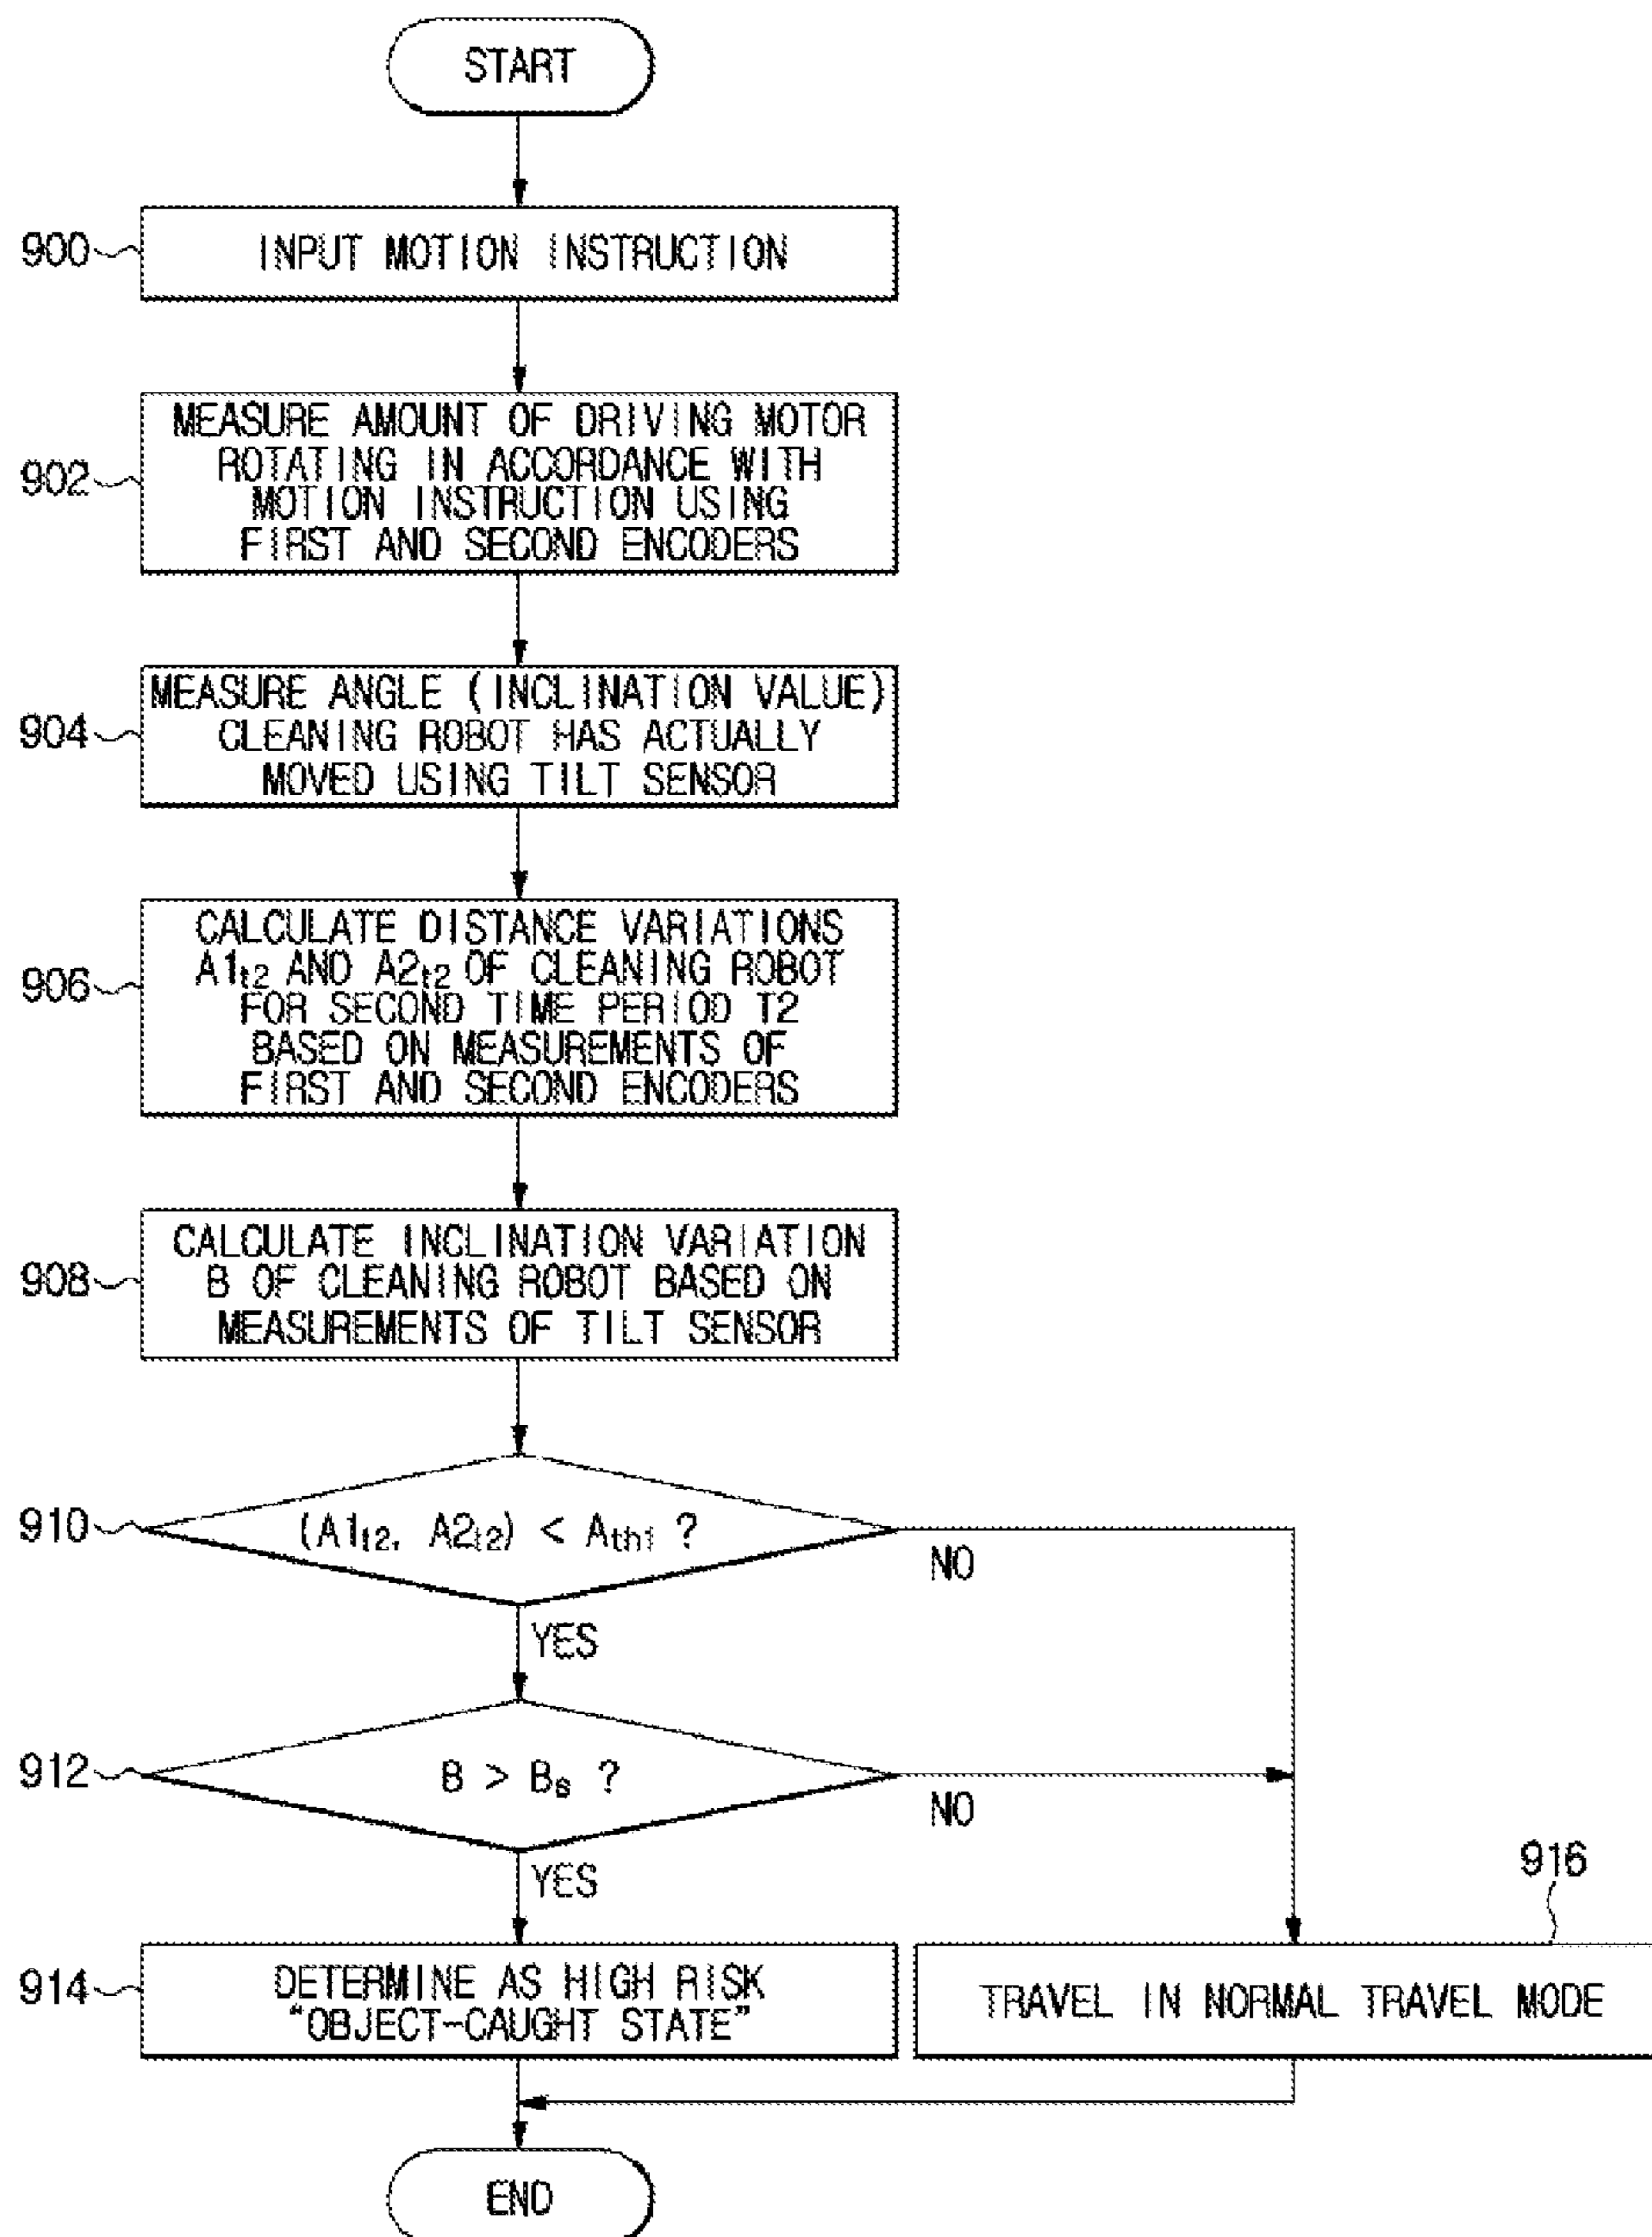 START
900
INPUT MOTION INSTRUCTION
902
MEASURE AMOUNT OF DRIVING MOTOR
ROTATING IN ACCORDANCE WITH
MOTION INSTRUCTION USING
FIRST AND SECOND ENCODERS
904
MEASURE ANGLE (INCLINATION VALUE)
CLEANING ROBOT HAS ACTUALLY
MOVED USING TILT SENSOR
906
CALCULATE DISTANCE VARIATIONS
A1t2 AND A2t2 OF CLEANING ROBOT
FOR SECOND TIME PERIOD T2
BASED ON MEASUREMENTS OF
FIRST AND SECOND ENCODERS
908
CALCULATE INCLINATION VARIATION
B OF CLEANING ROBOT BASED ON
MEASUREMENTS OF TILT SENSOR
910
(A1t2, A2t2) < Ath1 ?
NO
YES
912
B > Bs ?
NO
YES
916
914
DETERMINE AS HIGH RISK
"OBJECT-CAUGHT STATE"
TRAVEL IN NORMAL TRAVEL MODE
END